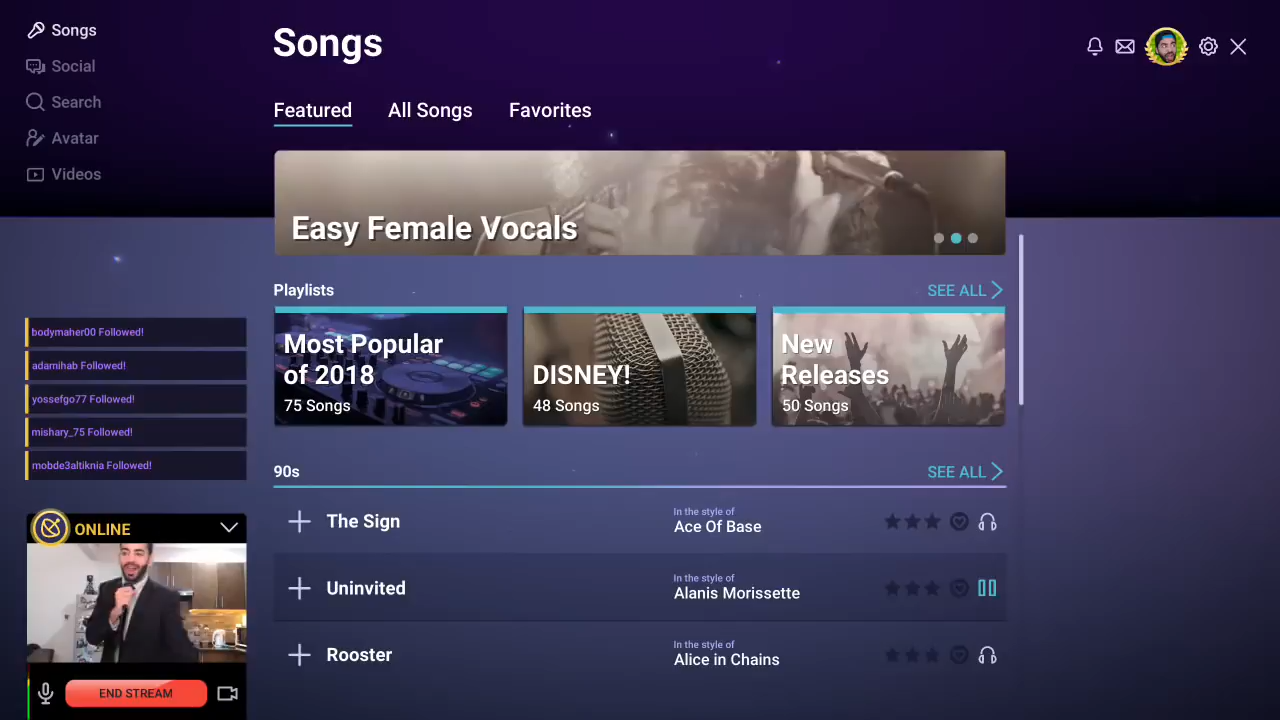 Songs
Social
Search
Avatar
Videos
Songs
Featured
All Songs
Favorites
Easy Female Vocals
Playlists
SEE ALL
Most Popular
of 2018
75 Songs
DISNEY!
48 Songs
New
Releases
50 Songs
90s
SEE ALL
The Sign
In the style of
Ace Of Base
Uninvited
In the style of
Alanis Morissette
Rooster
In the style of
Alice in Chains
bodymaher00 Followed!
adamihab Followed!
yossefgo77 Followed!
mishary_75 Followed!
mobde3altiknia Followed!
ONLINE
END STREAM